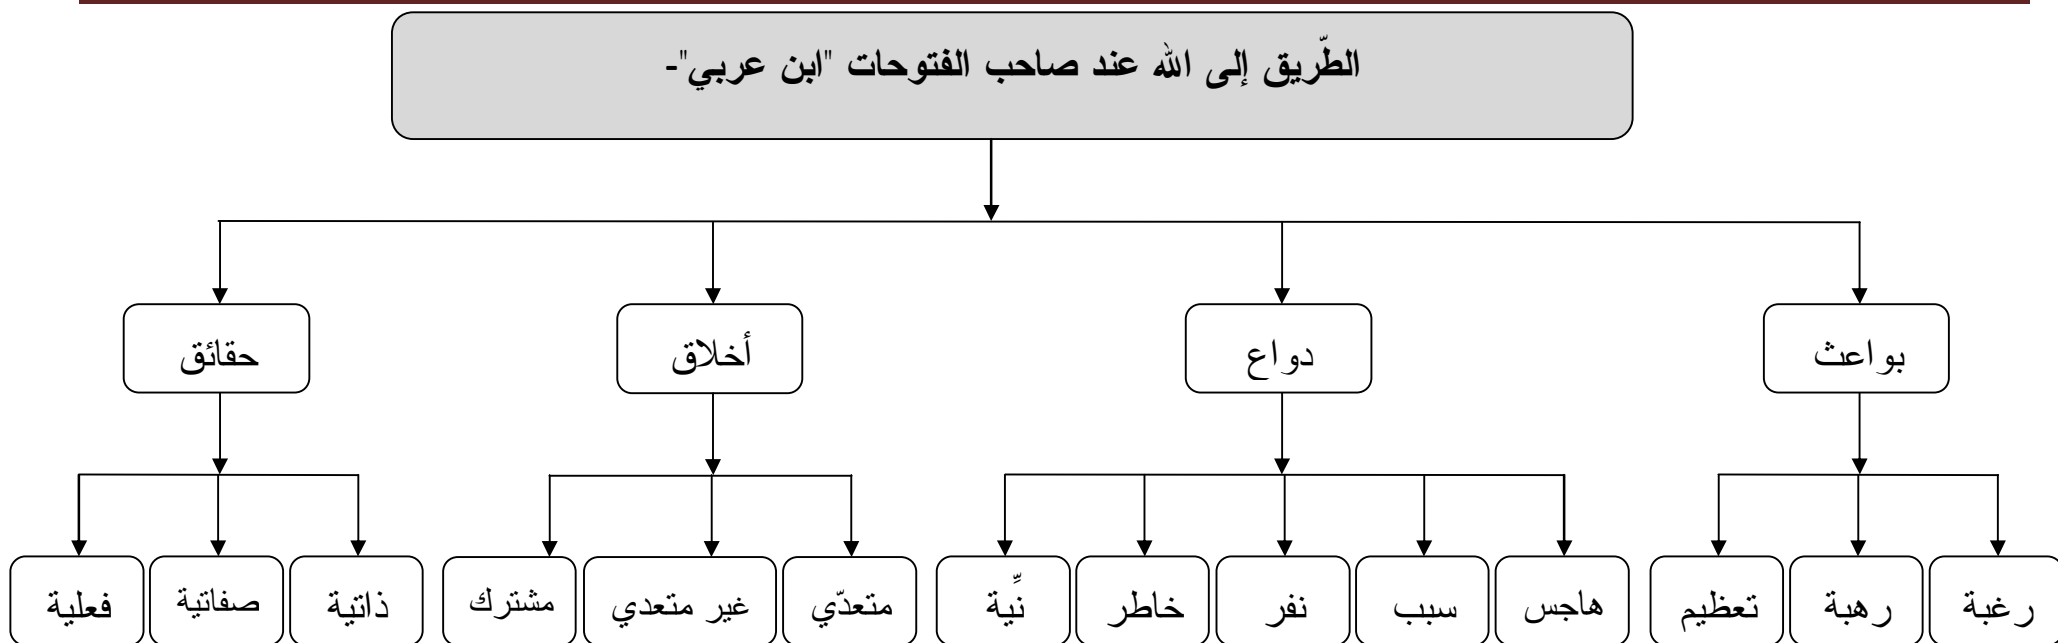 الطّريق إلى الله عند صاحب الفتوحات "ابن عربي"-
بواعث
دواع
أخلاق
حقائق
رغبة
رهبة
تعظيم
هاجس
سبب
نفر
خاطر
نِّية
متعدّي
غير متعدي
مشترك
ذاتية
صفاتية
فعلية